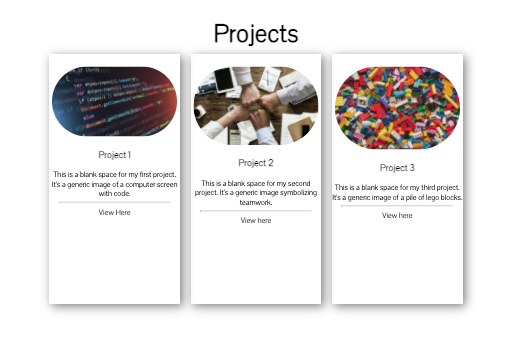 Projects
Project 1
This is a blank space for my first project.
It's a generic image of a computer screen
with code.
View Here
Project 2
This is a blank space for my second
project. It's a generic image symbolizing
teamwork.
View here
Project 3
This is a blank space for my third project.
It's a generic image of a pile of lego blocks.
View here